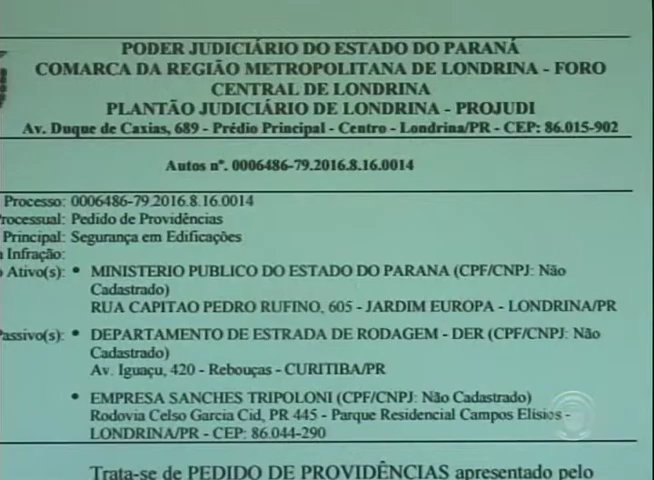 PODER JUDICIÁRIO DO ESTADO DO PARANÁ
COMARCA DA REGIÃO METROPOLITANA DE LONDRINA - FORO
CENTRAL DE LONDRINA
PLANTÃO JUDICIÁRIO DE LONDRINA - PROJUDI
Av. Duque de Caxias, 689 - Prédio Principal - Centro - Londrina/PR - CEP: 86.015-902
Autos nº. 0006486-79.2016.8.16.0014
Processo: 0006486-79.2016.8.16.0014
rocessual: Pedido de Providências
Principal: Segurança em Edificações
Infração:
Ativo(s): • MINISTERIO PUBLICO DO ESTADO DO PARANA (CPF/CNPJ: Não
Cadastrado)
RUA CAPITAO PEDRO RUFINO, 605 - JARDIM EUROPA - LONDRINA/PR
assivo(s): • DEPARTAMENTO DE ESTRADA DE RODAGEM - DER (CPF/CNPJ: Não
Cadastrado)
Av. Iguaçu, 420 - Rebouças - CURITIBA/PR
• EMPRESA SANCHES TRIPOLONI (CPF/CNPJ: Não Cadastrado)
Rodovia Celso Garcia Cid, PR 445 - Parque Residencial Campos Elísios -
LONDRINA/PR - CEP: 86.044-290
Trata-se de PEDIDO DE PROVIDÊNCIAS apresentado pelo